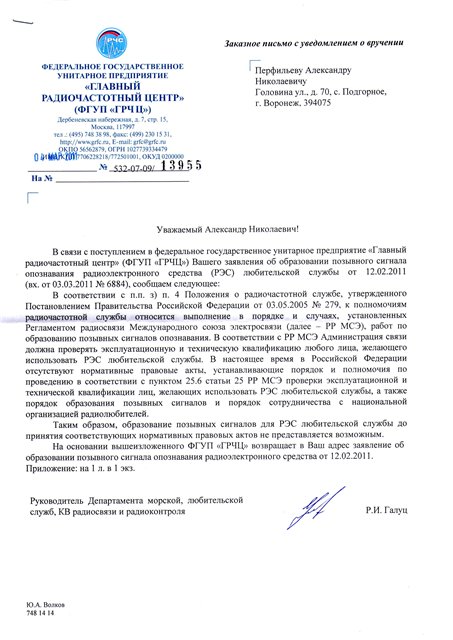 РЧС
ФЕДЕРАЛЬНОЕ ГОСУДАРСТВЕННОЕ
УНИТАРНОЕ ПРЕДПРИЯТИЕ
«ГЛАВНЫЙ
РАДИОЧАСТОТНЫЙ ЦЕНТР»
(ФГУП «ГРЧЦ»)
Дербеневская набережная, д. 7, стр. 15,
Москва, 117997
тел.: (495) 748 38 98, факс: (499) 230 15 31,
http://www.grfc.ru, E-mail: grfc@grfc.ru
ОКПО 56562879, ОГРН 1027739334479
7706228218/772501001, ОКУД 0200000
№ 532-07-09/ 13955
На №
Заказное письмо с уведомлением о вручении
Перфильеву Александру
Николаевичу
Головина ул., д. 70, с. Подгорное,
г. Воронеж, 394075
Уважаемый Александр Николаевич!
В связи с поступлением в федеральное государственное унитарное предприятие «Главный
радиочастотный центр» (ФГУП «ГРЧЦ») Вашего заявления об образовании позывного сигнала
опознавания радиоэлектронного средства (РЭС) любительской службы от 12.02.2011
(вх. от 03.03.2011 № 6884), сообщаем следующее:
В соответствии с п.п. з) п. 4 Положения о радиочастотной службе, утвержденного
Постановлением Правительства Российской Федерации от 03.05.2005 № 279, к полномочиям
радиочастотной службы относится выполнение в порядке и случаях, установленных
Регламентом радиосвязи Международного союза электросвязи (далее – РР МСЭ), работ по
образованию позывных сигналов опознавания. В соответствии с РР МСЭ Администрация связи
должна проверять эксплуатационную и техническую квалификацию любого лица, желающего
использовать РЭС любительской службы. В настоящее время в Российской Федерации
отсутствуют нормативные правовые акты, устанавливающие порядок и полномочия по
проведению в соответствии с пунктом 25.6 статьи 25 РР МСЭ проверки эксплуатационной и
технической квалификации лиц, желающих использовать РЭС любительской службы, а также
порядок образования позывных сигналов и порядок сотрудничества с национальной
организацией радиолюбителей.
Таким образом, образование позывных сигналов для РЭС любительской службы до
принятия соответствующих нормативных правовых актов не представляется возможным.
На основании вышеизложенного ФГУП «ГРЧЦ» возвращает в Ваш адрес заявление об
образовании позывного сигнала опознавания радиоэлектронного средства от 12.02.2011.
Приложение: на 1 л. в 1 экз.
Руководитель Департамента морской, любительской
служб, КВ радиосвязи и радиоконтроля
Р.И. Галуц
Ю.А. Волков
748 14 14